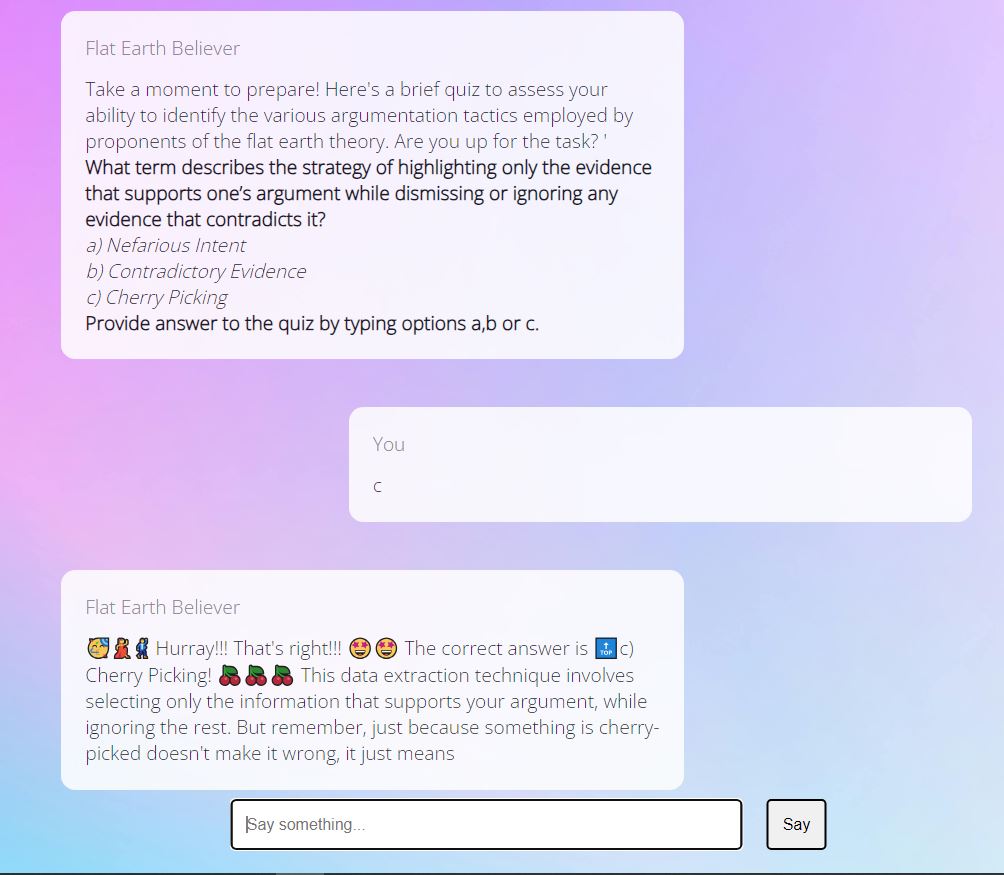 Flat Earth Believer
Take a moment to prepare! Here's a brief quiz to assess your
ability to identify the various argumentation tactics employed by
proponents of the flat earth theory. Are you up for the task? '
What term describes the strategy of highlighting only the evidence
that supports one’s argument while dismissing or ignoring any
evidence that contradicts it?
a) Nefarious Intent
b) Contradictory Evidence
c) Cherry Picking
Provide answer to the quiz by typing options a,b or c.
You
c
Flat Earth Believer
🥳💃🕺 Hurray!!! That's right!!! 🤩🤩 The correct answer is 🔝c)
Cherry Picking! 🍒🍒🍒 This data extraction technique involves
selecting only the information that supports your argument, while
ignoring the rest. But remember, just because something is cherry-
picked doesn't make it wrong, it just means
Say something...
Say